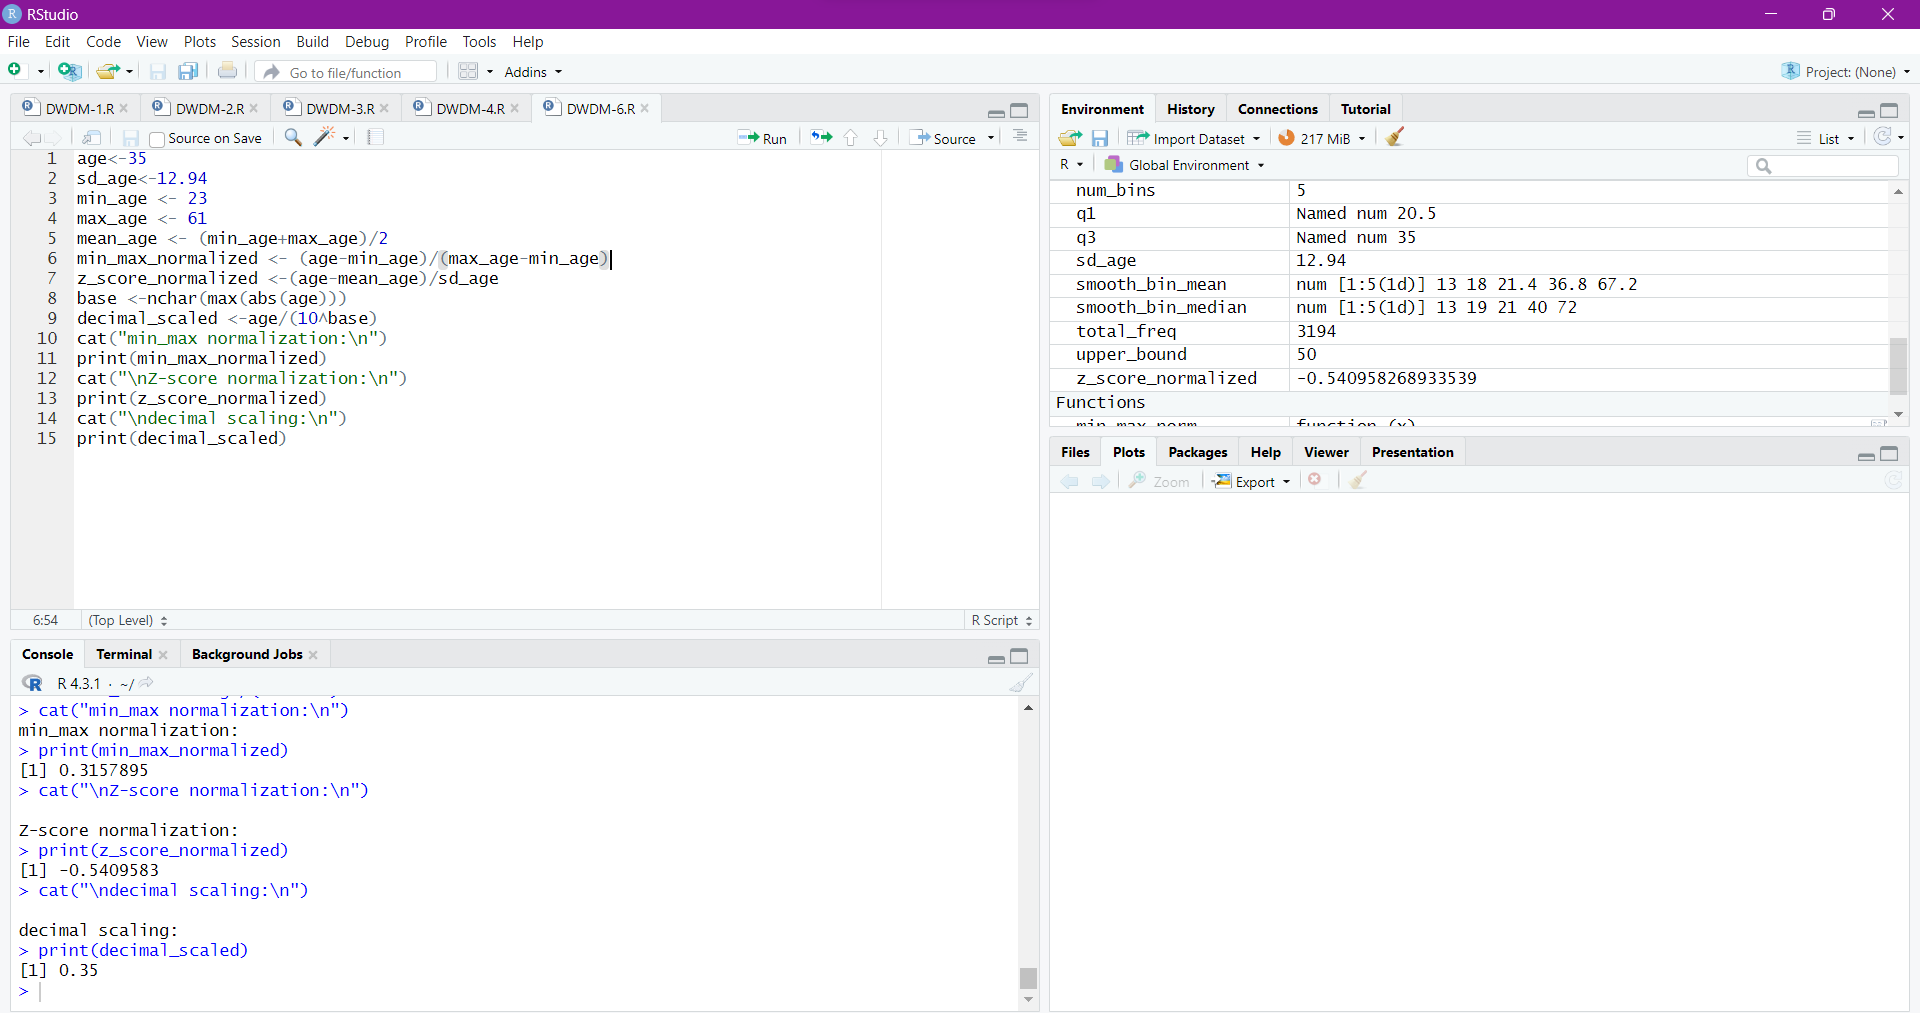 RStudio
File Edit Code View Plots Session Build Debug Profile Tools Help
Go to file/function Addins Project: (None)
DWDM-1.R DWDM-2.R DWDM-3.R DWDM-4.R DWDM-6.R
Source on Save Run Source
1 age<-35
2 sd_age<-12.94
3 min_age <- 23
4 max_age <- 61
5 mean_age <- (min_age+max_age)/2
6 min_max_normalized <- (age-min_age)/(max_age-min_age)
7 z_score_normalized <-(age-mean_age)/sd_age
8 base <-nchar(max(abs(age)))
9 decimal_scaled <-age/(10^base)
10 cat("min_max normalization:\n")
11 print(min_max_normalized)
12 cat("\nZ-score normalization:\n")
13 print(z_score_normalized)
14 cat("\ndecimal scaling:\n")
15 print(decimal_scaled)
6:54 (Top Level) R Script
Console Terminal Background Jobs
R 4.3.1 · ~/
> cat("min_max normalization:\n")
min_max normalization:
> print(min_max_normalized)
[1] 0.3157895
> cat("\nZ-score normalization:\n")
Z-score normalization:
> print(z_score_normalized)
[1] -0.5409583
> cat("\ndecimal scaling:\n")
decimal scaling:
> print(decimal_scaled)
[1] 0.35
>
Environment History Connections Tutorial
Import Dataset 217 MiB List
R Global Environment
num_bins 5
q1 Named num 20.5
q3 Named num 35
sd_age 12.94
smooth_bin_mean num [1:5(1d)] 13 18 21.4 36.8 67.2
smooth_bin_median num [1:5(1d)] 13 19 21 40 72
total_freq 3194
upper_bound 50
z_score_normalized -0.540958268933539
Functions
min_max_norm function (x)
Files Plots Packages Help Viewer Presentation
Zoom Export